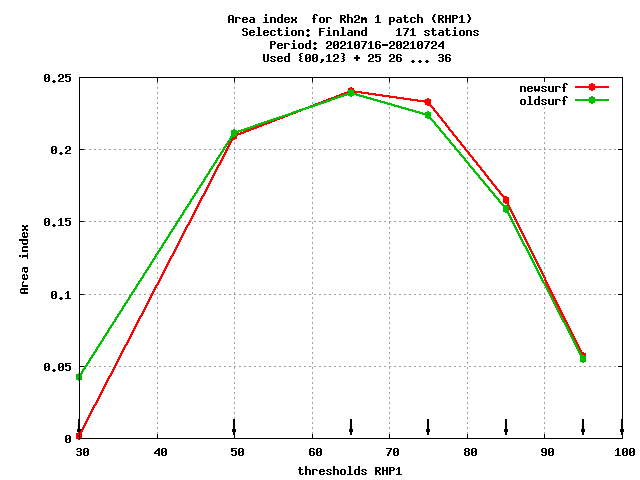 Area index  for Rh2m 1 patch (RHP1)
Selection: Finland    171 stations
Period: 20210716-20210724
Used {00,12} + 25 26 ... 36
newsurf
oldsurf
0.25
0.2
0.15
0.1
0.05
0
Area index
30 40 50 60 70 80 90 100
thresholds RHP1